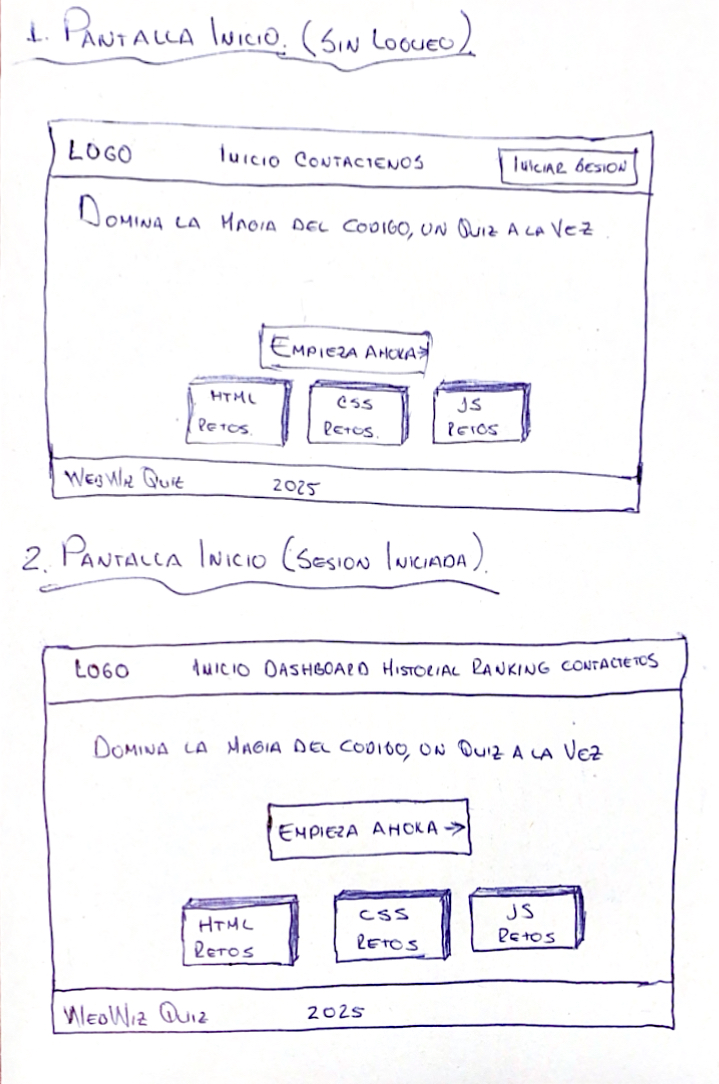 1. PANTALLA INICIO. (SIN LOGUEO)
LOGO INICIO CONTACTENOS INICIAR SESION
DOMINA LA MAGIA DEL CODIGO, UN QUIZ A LA VEZ.
EMPIEZA AHORA→
HTML CSS JS
RETOS. RETOS. RETOS
WEBWIZ QUIZ 2025
2. PANTALLA INICIO (SESION INICIADA).
LOGO INICIO DASHBOARD HISTORIAL RANKING
DOMINA LA MAGIA DEL CODIGO, UN QUIZ A LA VEZ
EMPIEZA AHORA →
HTML CSS JS
RETOS RETOS RETOS
WEBWIZ QUIZ 2025